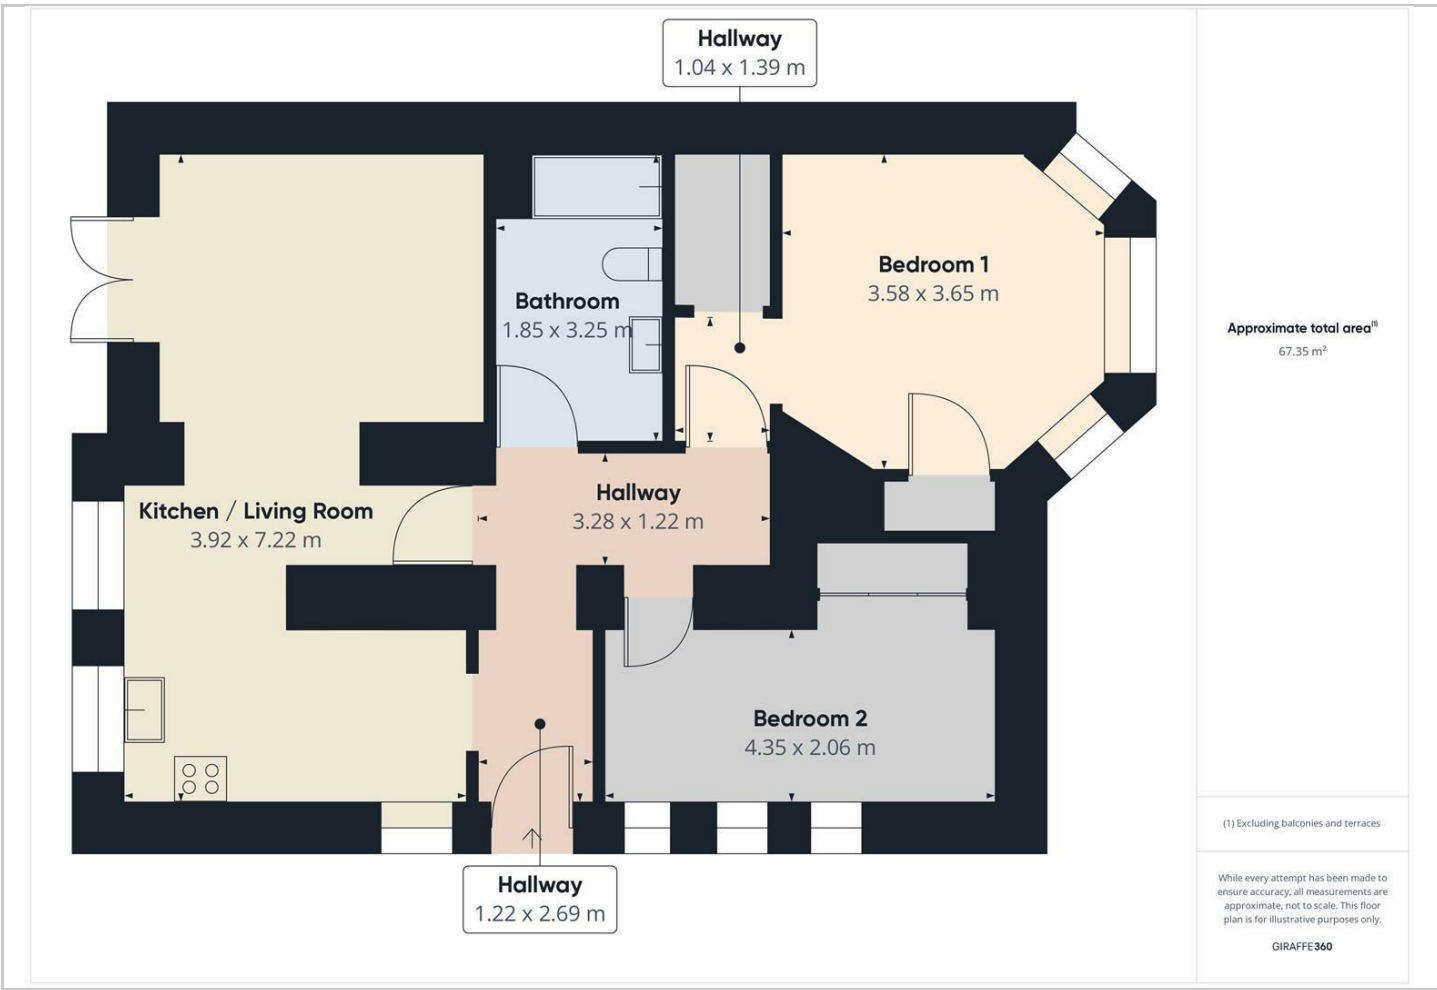 Hallway
1.04 x 1.39 m
Bedroom 1
3.58 x 3.65 m
Bathroom
1.85 x 3.25 m
Approximate total area(1)
67.35 m²
Kitchen / Living Room
3.92 x 7.22 m
Hallway
3.28 x 1.22 m
Bedroom 2
4.35 x 2.06 m
Hallway
1.22 x 2.69 m
(1) Excluding balconies and terraces
While every attempt has been made to
ensure accuracy, all measurements are
approximate, not to scale. This floor
plan is for illustrative purposes only.
GIRAFFE360